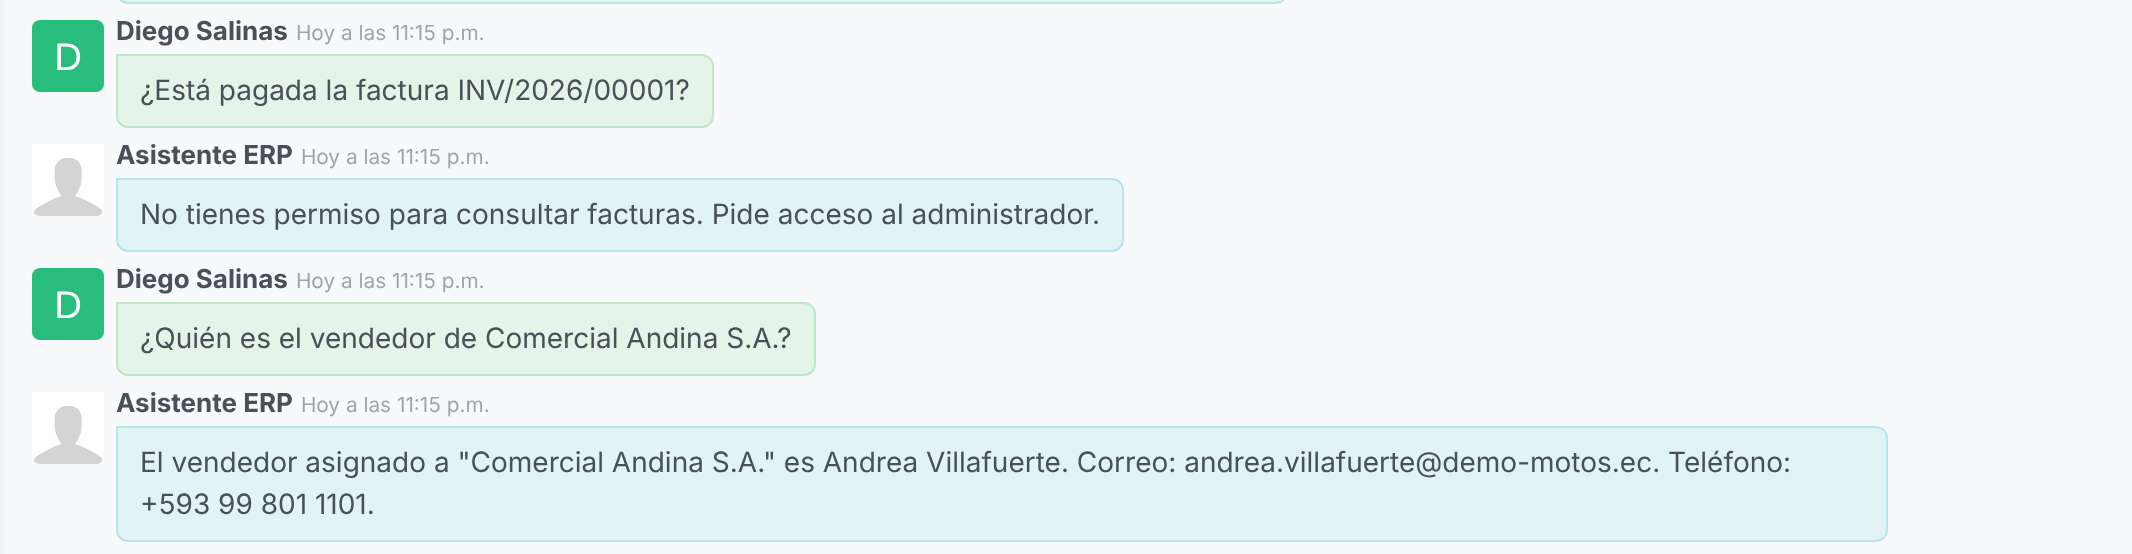 Diego Salinas Hoy a las 11:15 p.m.
D
¿Está pagada la factura INV/2026/00001?
Asistente ERP Hoy a las 11:15 p.m.
No tienes permiso para consultar facturas. Pide acceso al administrador.
Diego Salinas Hoy a las 11:15 p.m.
D
¿Quién es el vendedor de Comercial Andina S.A.?
Asistente ERP Hoy a las 11:15 p.m.
El vendedor asignado a "Comercial Andina S.A." es Andrea Villafuerte. Correo: andrea.villafuerte@demo-motos.ec. Teléfono:
+593 99 801 1101.